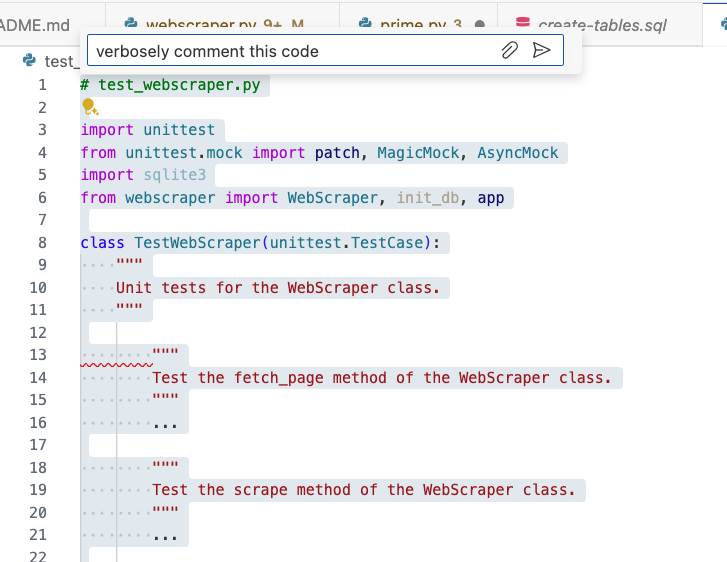 ADME.md webscraper.py 9+ M prime.py 3 create-tables.sql
verbosely comment this code
test_
1 # test_webscraper.py
2
3 import unittest
4 from unittest.mock import patch, MagicMock, AsyncMock
5 import sqlite3
6 from webscraper import WebScraper, init_db, app
7
8 class TestWebScraper(unittest.TestCase):
9 """
10 Unit tests for the WebScraper class.
11 """
12
13 """
14 Test the fetch_page method of the WebScraper class.
15 """
16 ...
17
18 """
19 Test the scrape method of the WebScraper class.
20 """
21 ...
22